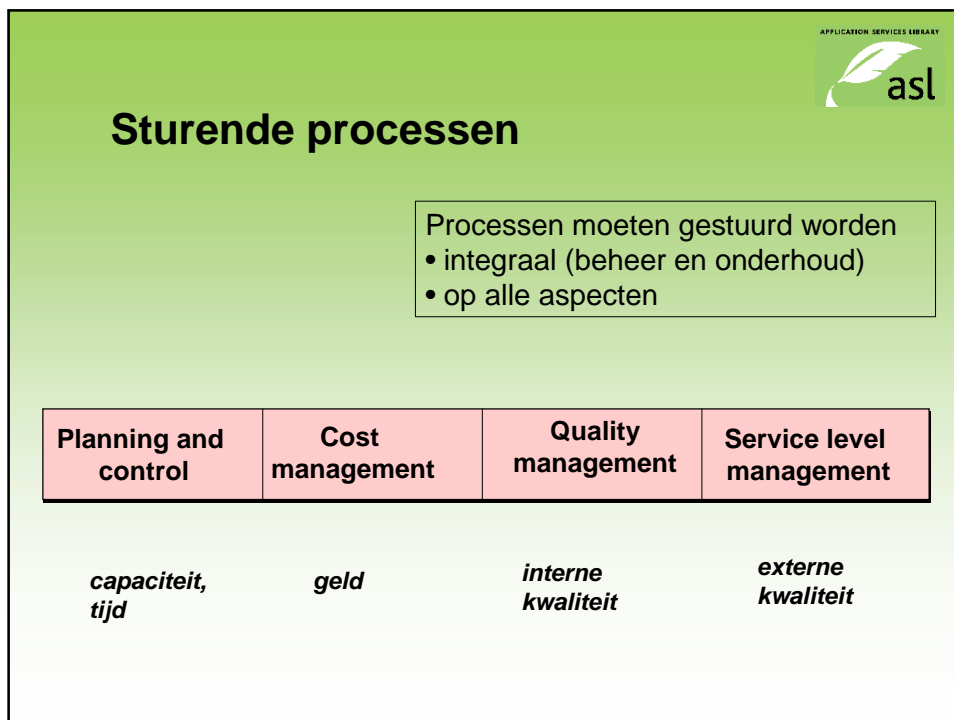 APPLICATION SERVICES LIBRARY
asl
Sturende processen
Processen moeten gestuurd worden
• integraal (beheer en onderhoud)
• op alle aspecten
Planning and
control
Cost
management
Quality
management
Service level
management
capaciteit,
tijd
geld
interne
kwaliteit
externe
kwaliteit